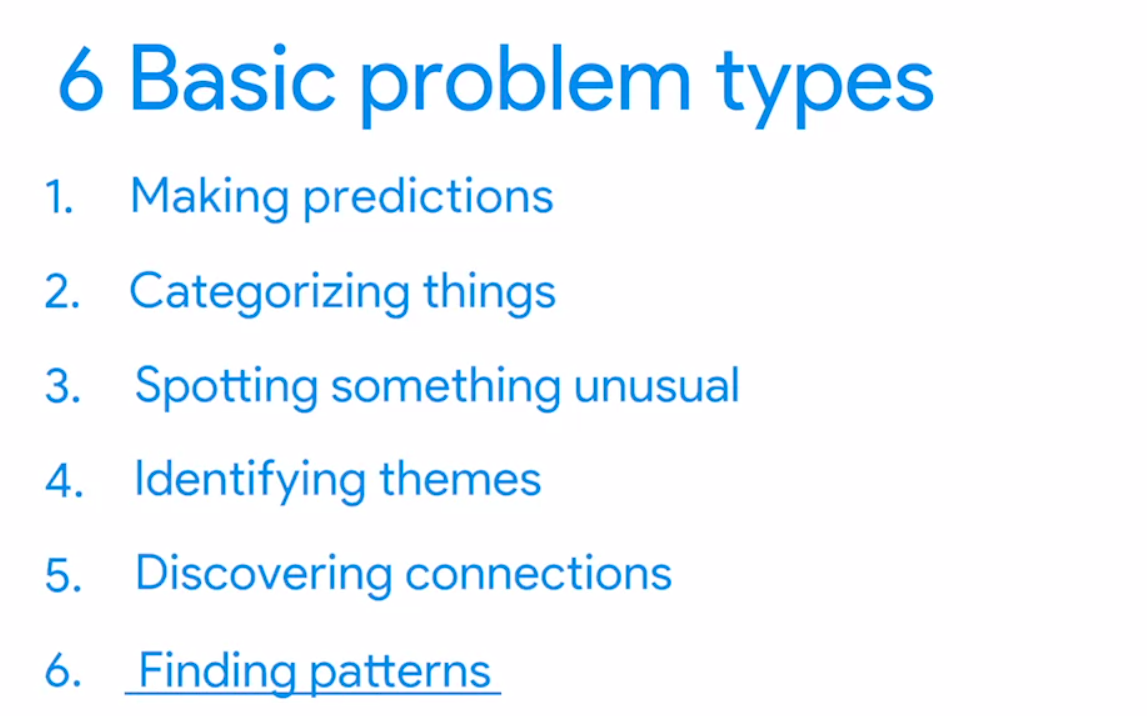 6 Basic problem types
1. Making predictions
2. Categorizing things
3. Spotting something unusual
4. Identifying themes
5. Discovering connections
6. Finding patterns